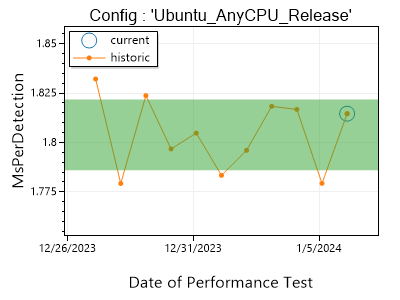 Config : 'Ubuntu_AnyCPU_Release'
current
historic
1.85
1.825
1.8
1.775
MsPerDetection
12/26/2023
12/31/2023
1/5/2024
Date of Performance Test